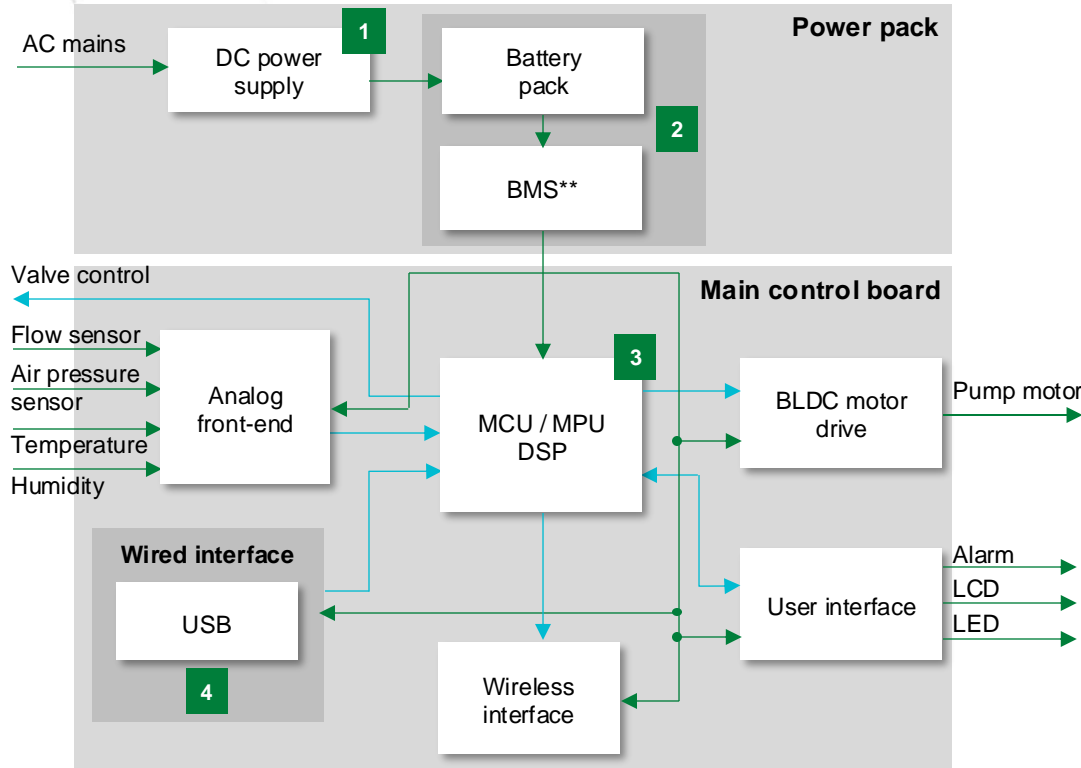 Power pack
AC mains
1
DC power
supply
Battery
pack
2
BMS**
Valve control
Main control board
Flow sensor
Air pressure
sensor
Temperature
Humidity
Analog
front-end
3
MCU / MPU
DSP
BLDC motor
drive
Pump motor
Wired interface
USB
4
Wireless
interface
User interface
Alarm
LCD
LED